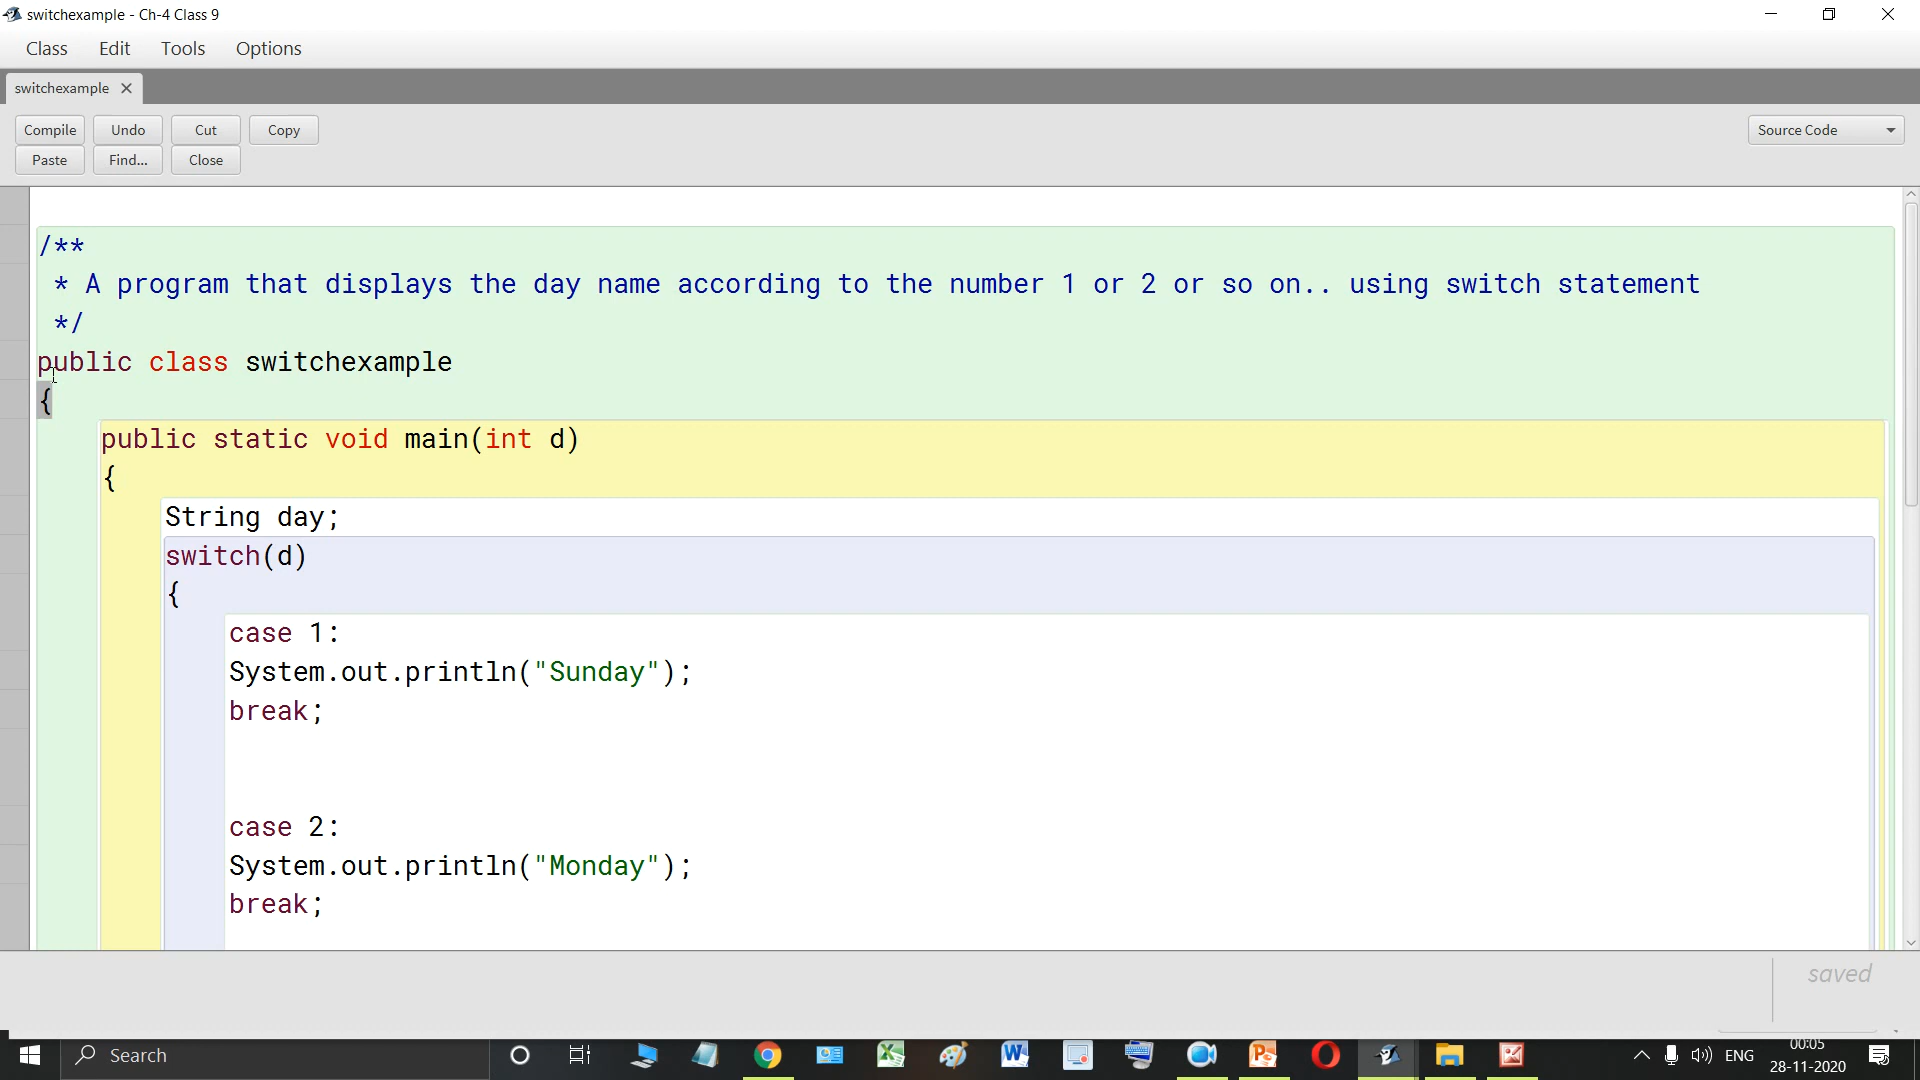 switchexample - Ch-4 Class 9
Class Edit Tools Options
switchexample
Compile Undo Cut Copy
Source Code
Paste Find... Close
/**
* A program that displays the day name according to the number 1 or 2 or so on.. using switch statement
*/
public class switchexample
{
public static void main(int d)
{
String day;
switch(d)
{
case 1:
System.out.println("Sunday");
break;
case 2:
System.out.println("Monday");
break;
saved
Search
ENG
00:05
28-11-2020